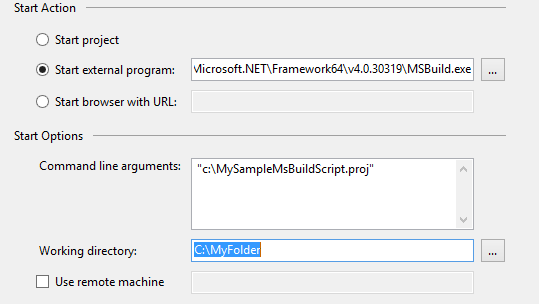 Start Action
Start project
Start external program: Microsoft.NET\Framework64\v4.0.30319\MSBuild.exe ...
Start browser with URL:
Start Options
Command line arguments: "c:\MySampleMsBuildScript.proj"
Working directory: C:\MyFolder ...
Use remote machine